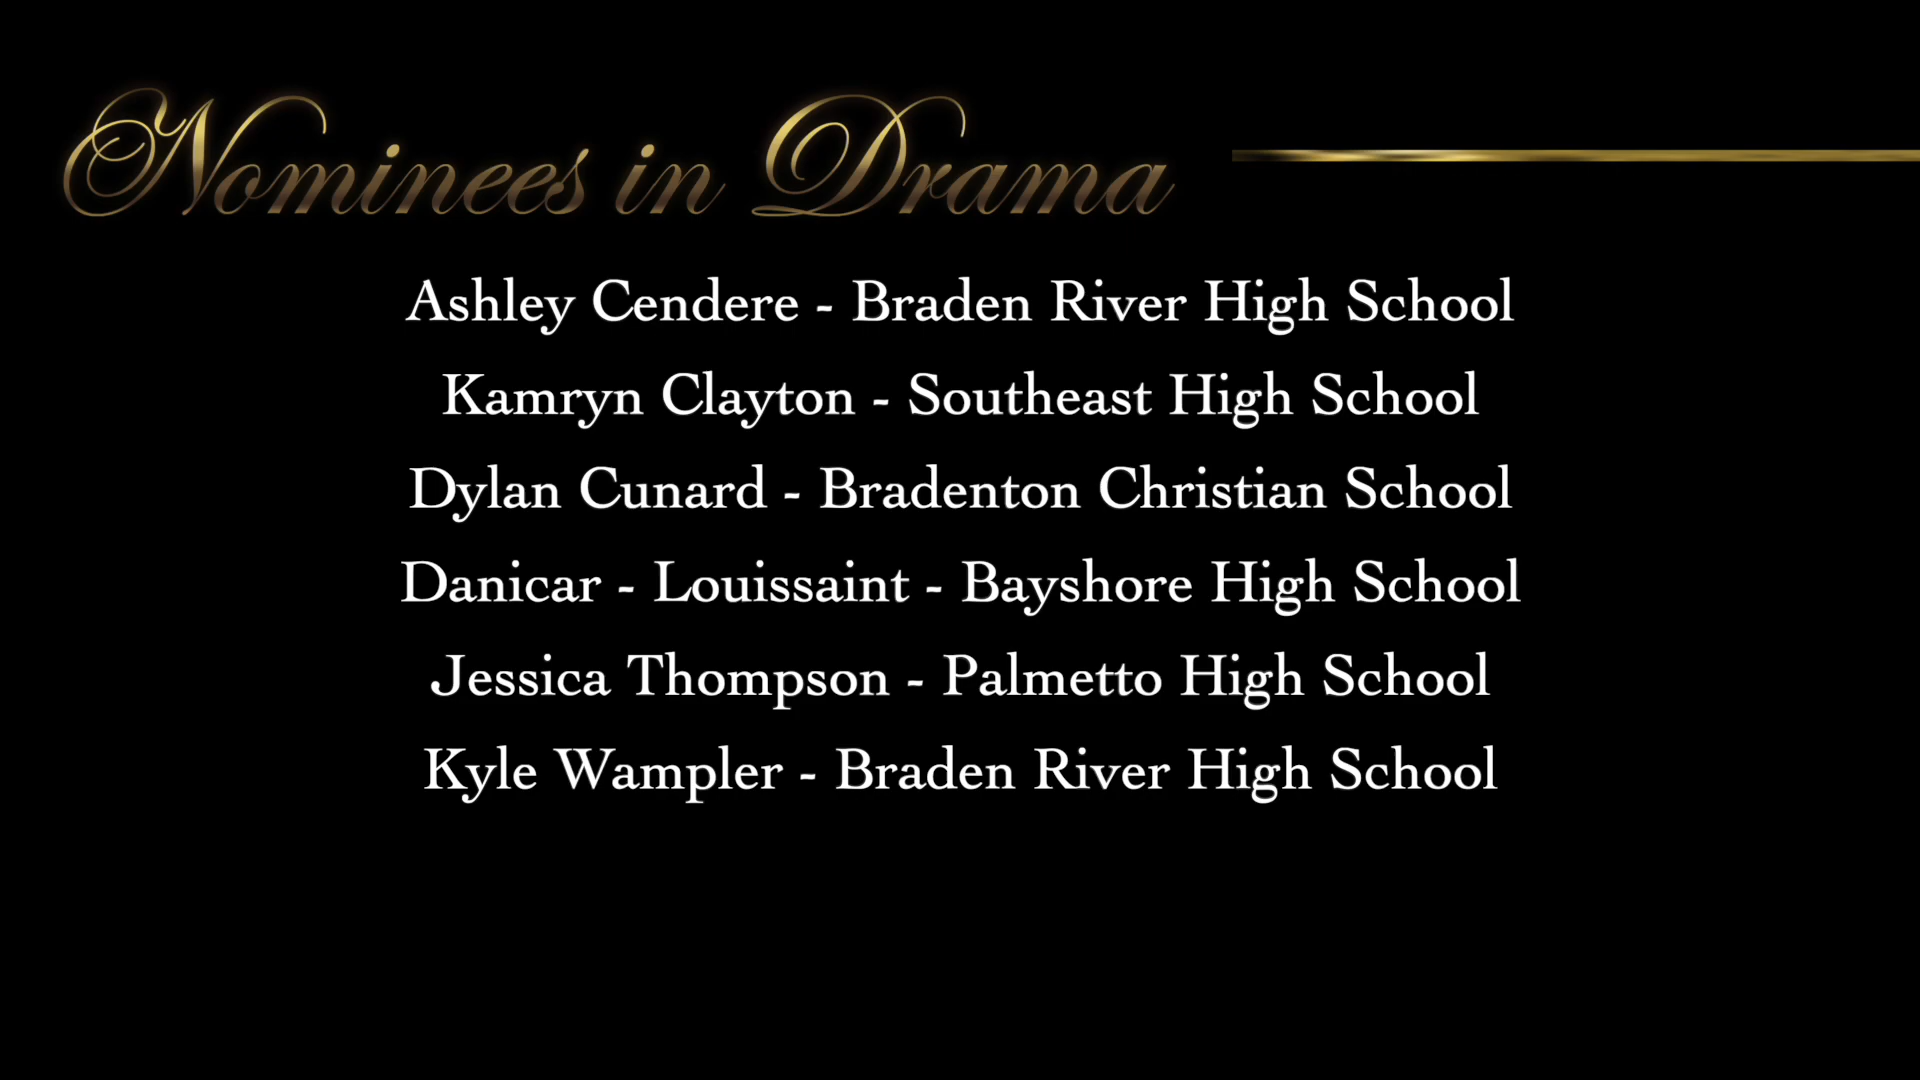 Nominees in Drama
Ashley Cendere - Braden River High School
Kamryn Clayton - Southeast High School
Dylan Cunard - Bradenton Christian School
Danicar - Louissaint - Bayshore High School
Jessica Thompson - Palmetto High School
Kyle Wampler - Braden River High School